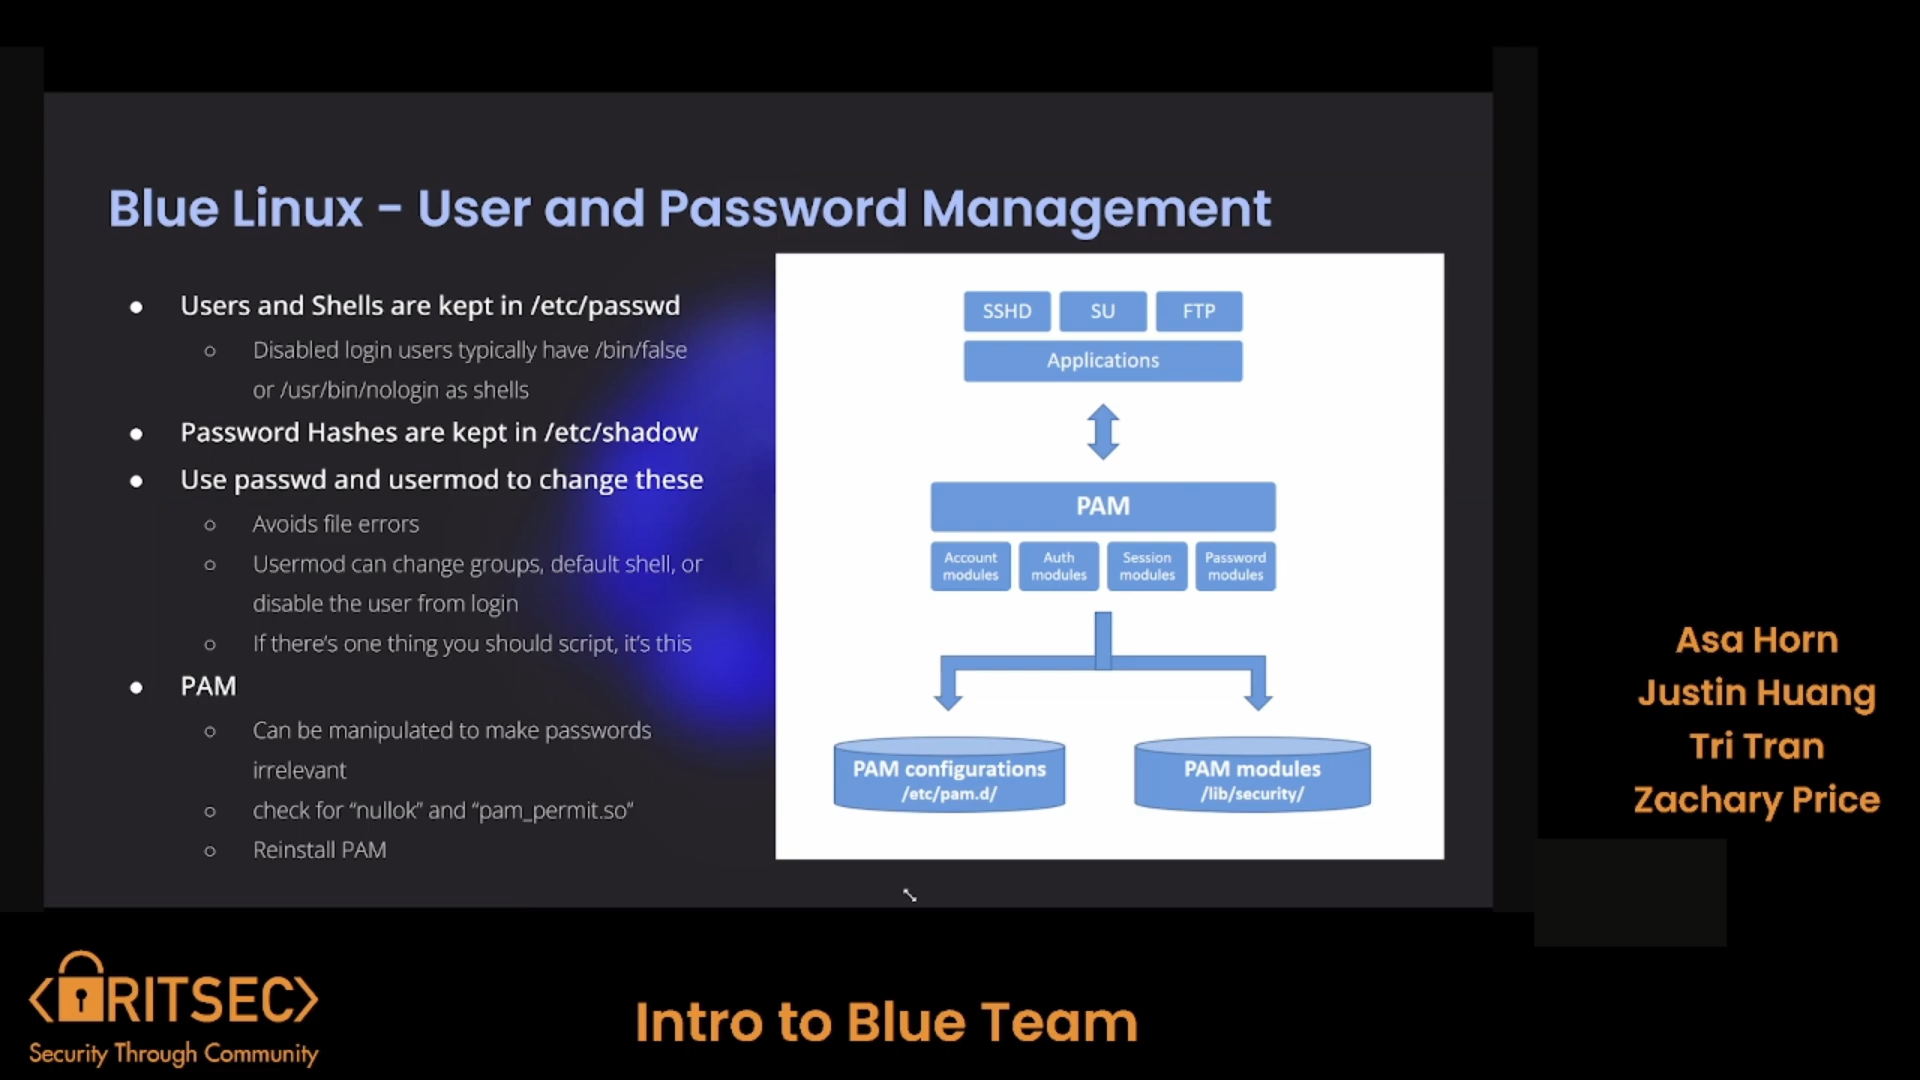 Blue Linux - User and Password Management
● Users and Shells are kept in /etc/passwd
○ Disabled login users typically have /bin/false
or /usr/bin/nologin as shells
● Password Hashes are kept in /etc/shadow
● Use passwd and usermod to change these
○ Avoids file errors
○ Usermod can change groups, default shell, or
disable the user from login
○ If there's one thing you should script, it's this
● PAM
○ Can be manipulated to make passwords
irrelevant
○ check for “nullok” and “pam_permit.so”
○ Reinstall PAM
SSHD SU FTP
Applications
PAM
Account Auth Session Password
modules modules modules modules
PAM configurations
/etc/pam.d/
PAM modules
/lib/security/
Asa Horn
Justin Huang
Tri Tran
Zachary Price
<RITSEC>
Security Through Community
Intro to Blue Team